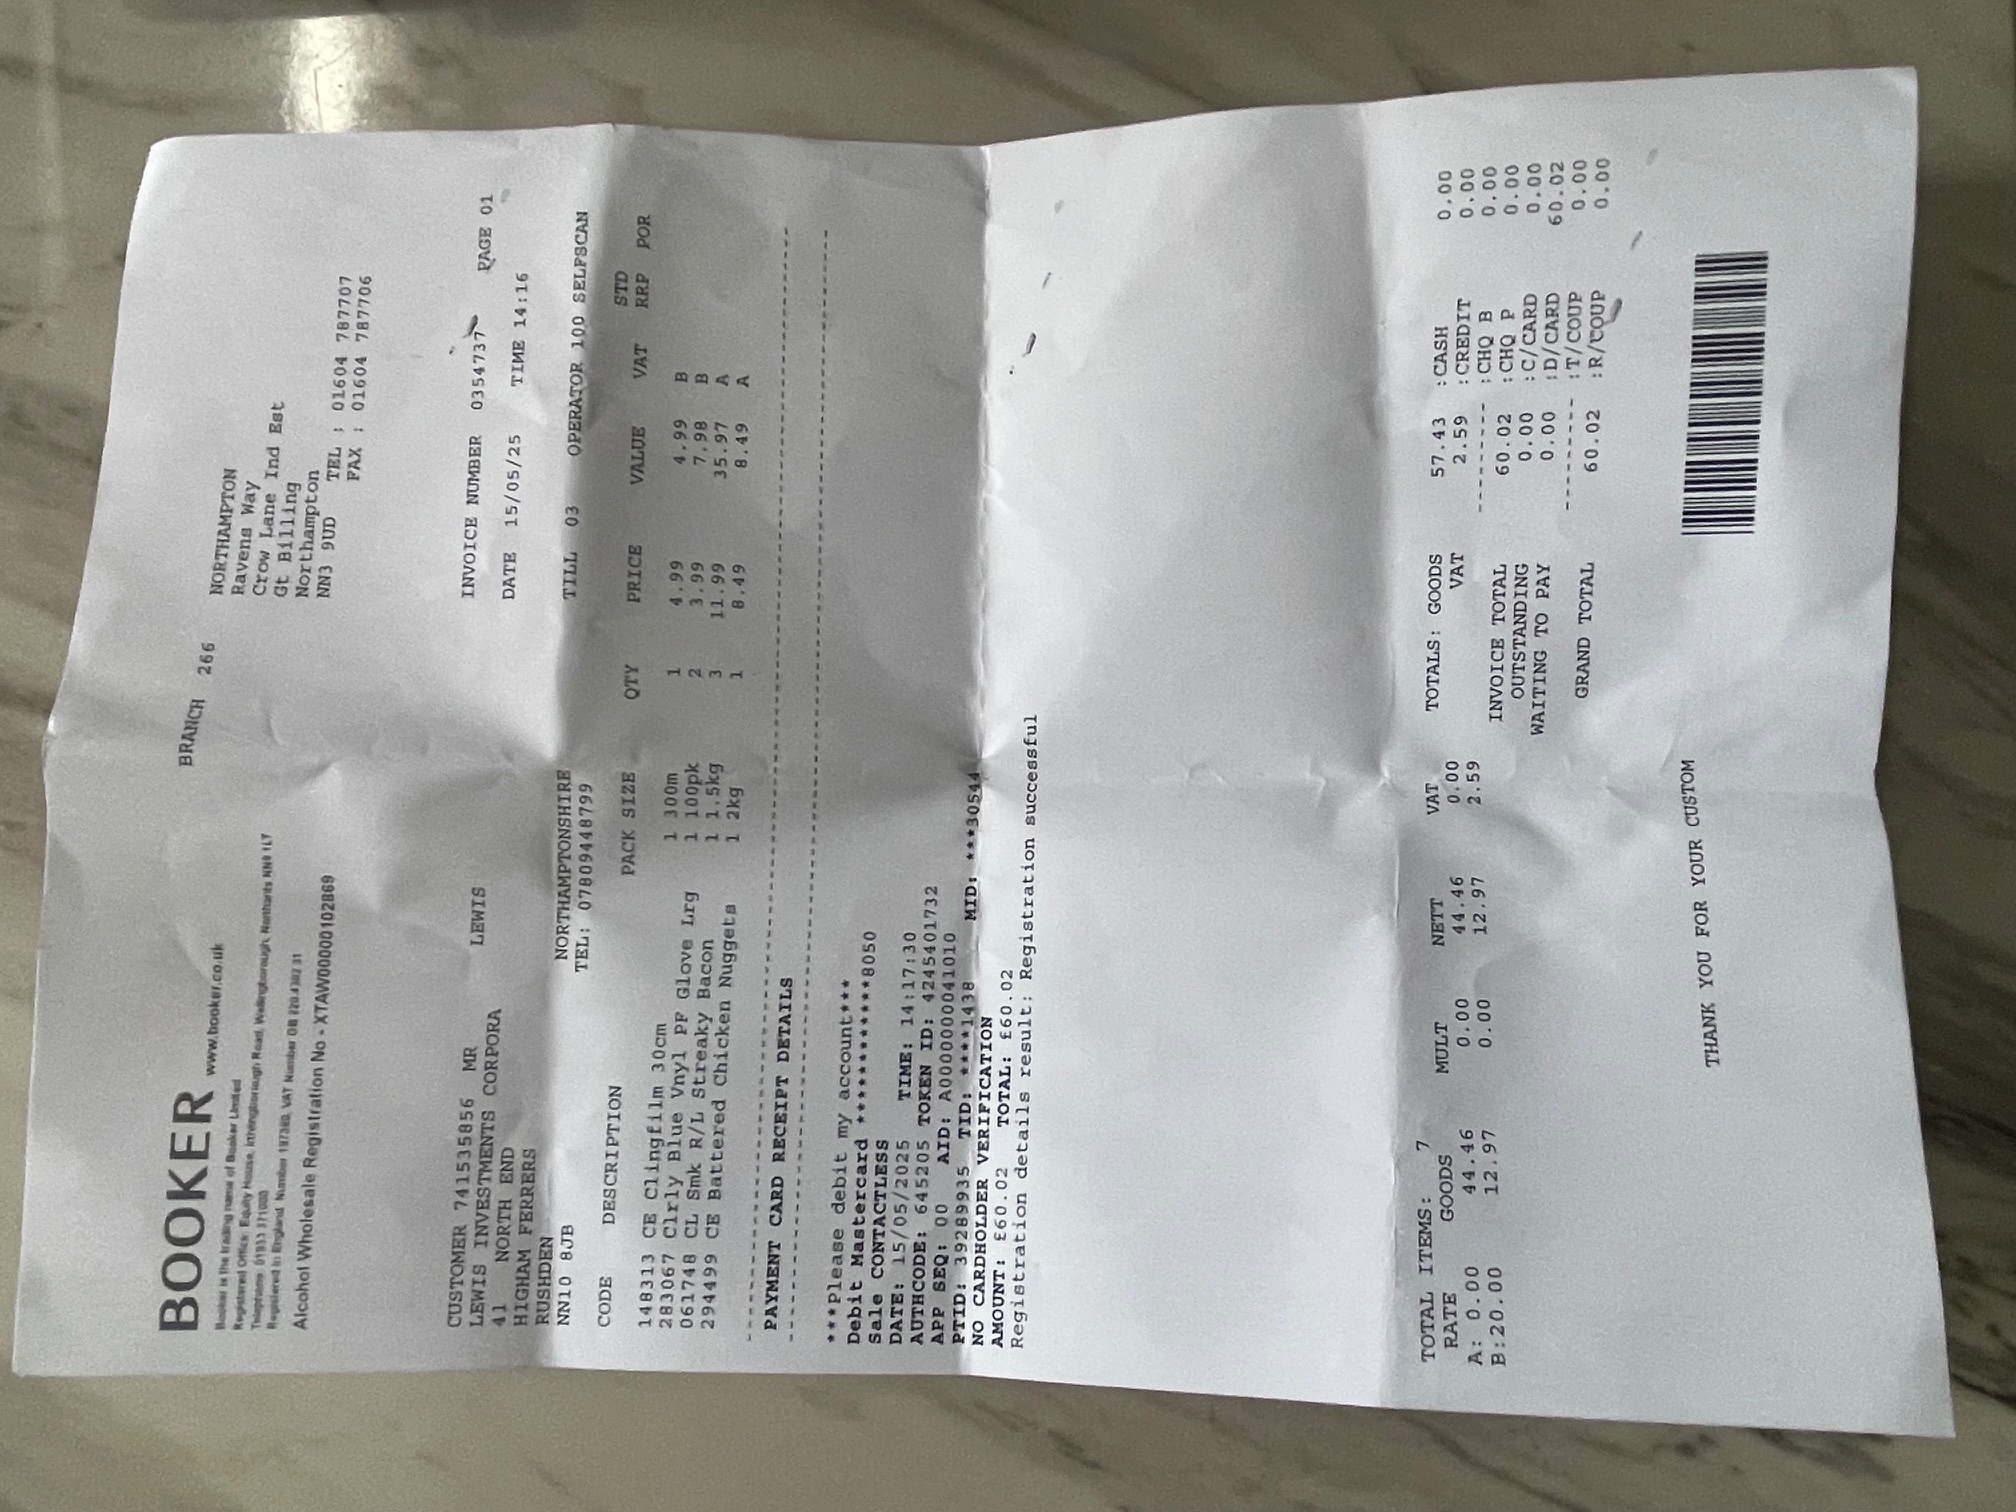 BOOKER www.booker.co.uk
Booker is the trading name of Booker Limited
Registered Office: Equity House, Irthlingborough Road, Wellingborough, Northants NN8 1LT
Telephone: 01933 371000
Registered in England Number 197380, VAT Number GB 220 4302 31
Alcohol Wholesale Registration No - XTAW00000102869
BRANCH 266 NORTHAMPTON
Ravens Way
Crow Lane Ind Est
Gt Billing
Northampton
NN3 9UD TEL : 01604 787707
FAX : 01604 787706
CUSTOMER 741535856 MR LEWIS
LEWIS INVESTMENTS CORPORA
41 NORTH END
HIGHAM FERRERS
RUSHDEN NORTHAMPTONSHIRE
NN10 8JB TEL: 07809448799
INVOICE NUMBER 0354737 PAGE 01
DATE 15/05/25 TIME 14:16
TILL 03 OPERATOR 100 SELFSCAN
CODE DESCRIPTION PACK SIZE QTY PRICE VALUE VAT STD RRP POR
148313 CE Clingfilm 30cm 1 300m 1 4.99 4.99 B
283067 Clrly Blue Vnyl PF Glove Lrg 1 100pk 2 3.99 7.98 B
061748 CL Smk R/L Streaky Bacon 1 1.5kg 3 11.99 35.97 A
294499 CE Battered Chicken Nuggets 1 2kg 1 8.49 8.49 A
PAYMENT CARD RECEIPT DETAILS
***Please debit my account***
Debit Mastercard ************8050
Sale CONTACTLESS
DATE: 15/05/2025 TIME: 14:17:30
AUTHCODE: 645205 TOKEN ID: 4245401732
APP SEQ: 00 AID: A0000000041010
PTID: 39289935 TID: ****1438 MID: ***30544
NO CARDHOLDER VERIFICATION
AMOUNT: £60.02 TOTAL: £60.02
Registration details result: Registration successful
TOTAL ITEMS: 7
RATE GOODS MULT NETT VAT
A: 0.00 44.46 0.00 44.46 0.00
B:20.00 12.97 0.00 12.97 2.59
TOTALS: GOODS 57.43 :CASH 0.00
VAT 2.59 :CREDIT 0.00
--------- :CHQ B 0.00
INVOICE TOTAL 60.02 :CHQ P 0.00
OUTSTANDING 0.00 :C/CARD 0.00
WAITING TO PAY 0.00 :D/CARD 60.02
--------- :T/COUP 0.00
GRAND TOTAL 60.02 :R/COUP 0.00
THANK YOU FOR YOUR CUSTOM